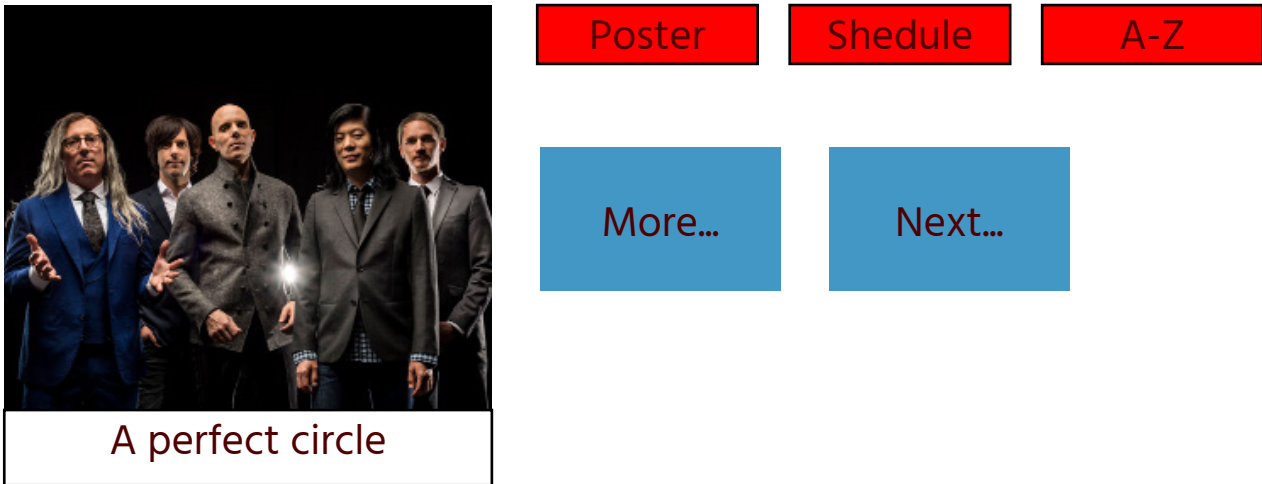 Poster
Shedule
A-Z
More...
Next...
A perfect circle